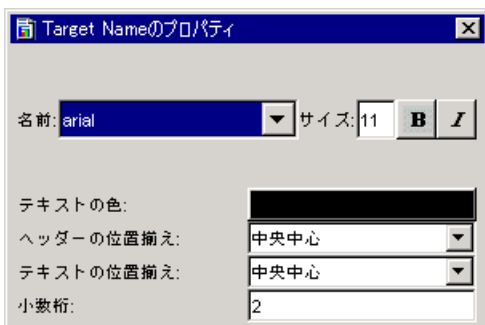 Target Nameのプロパティ
名前: arial サイズ: 11 B I
テキストの色:
ヘッダーの位置揃え: 中央中心
テキストの位置揃え: 中央中心
小数桁: 2